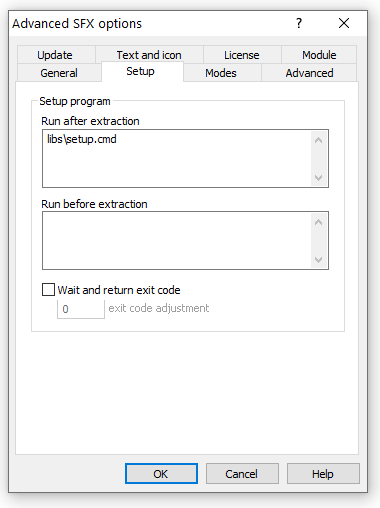 Advanced SFX options
?
Update Text and icon License Module
General Setup Modes Advanced
Setup program
Run after extraction
libs\setup.cmd
Run before extraction
Wait and return exit code
0 exit code adjustment
OK Cancel Help